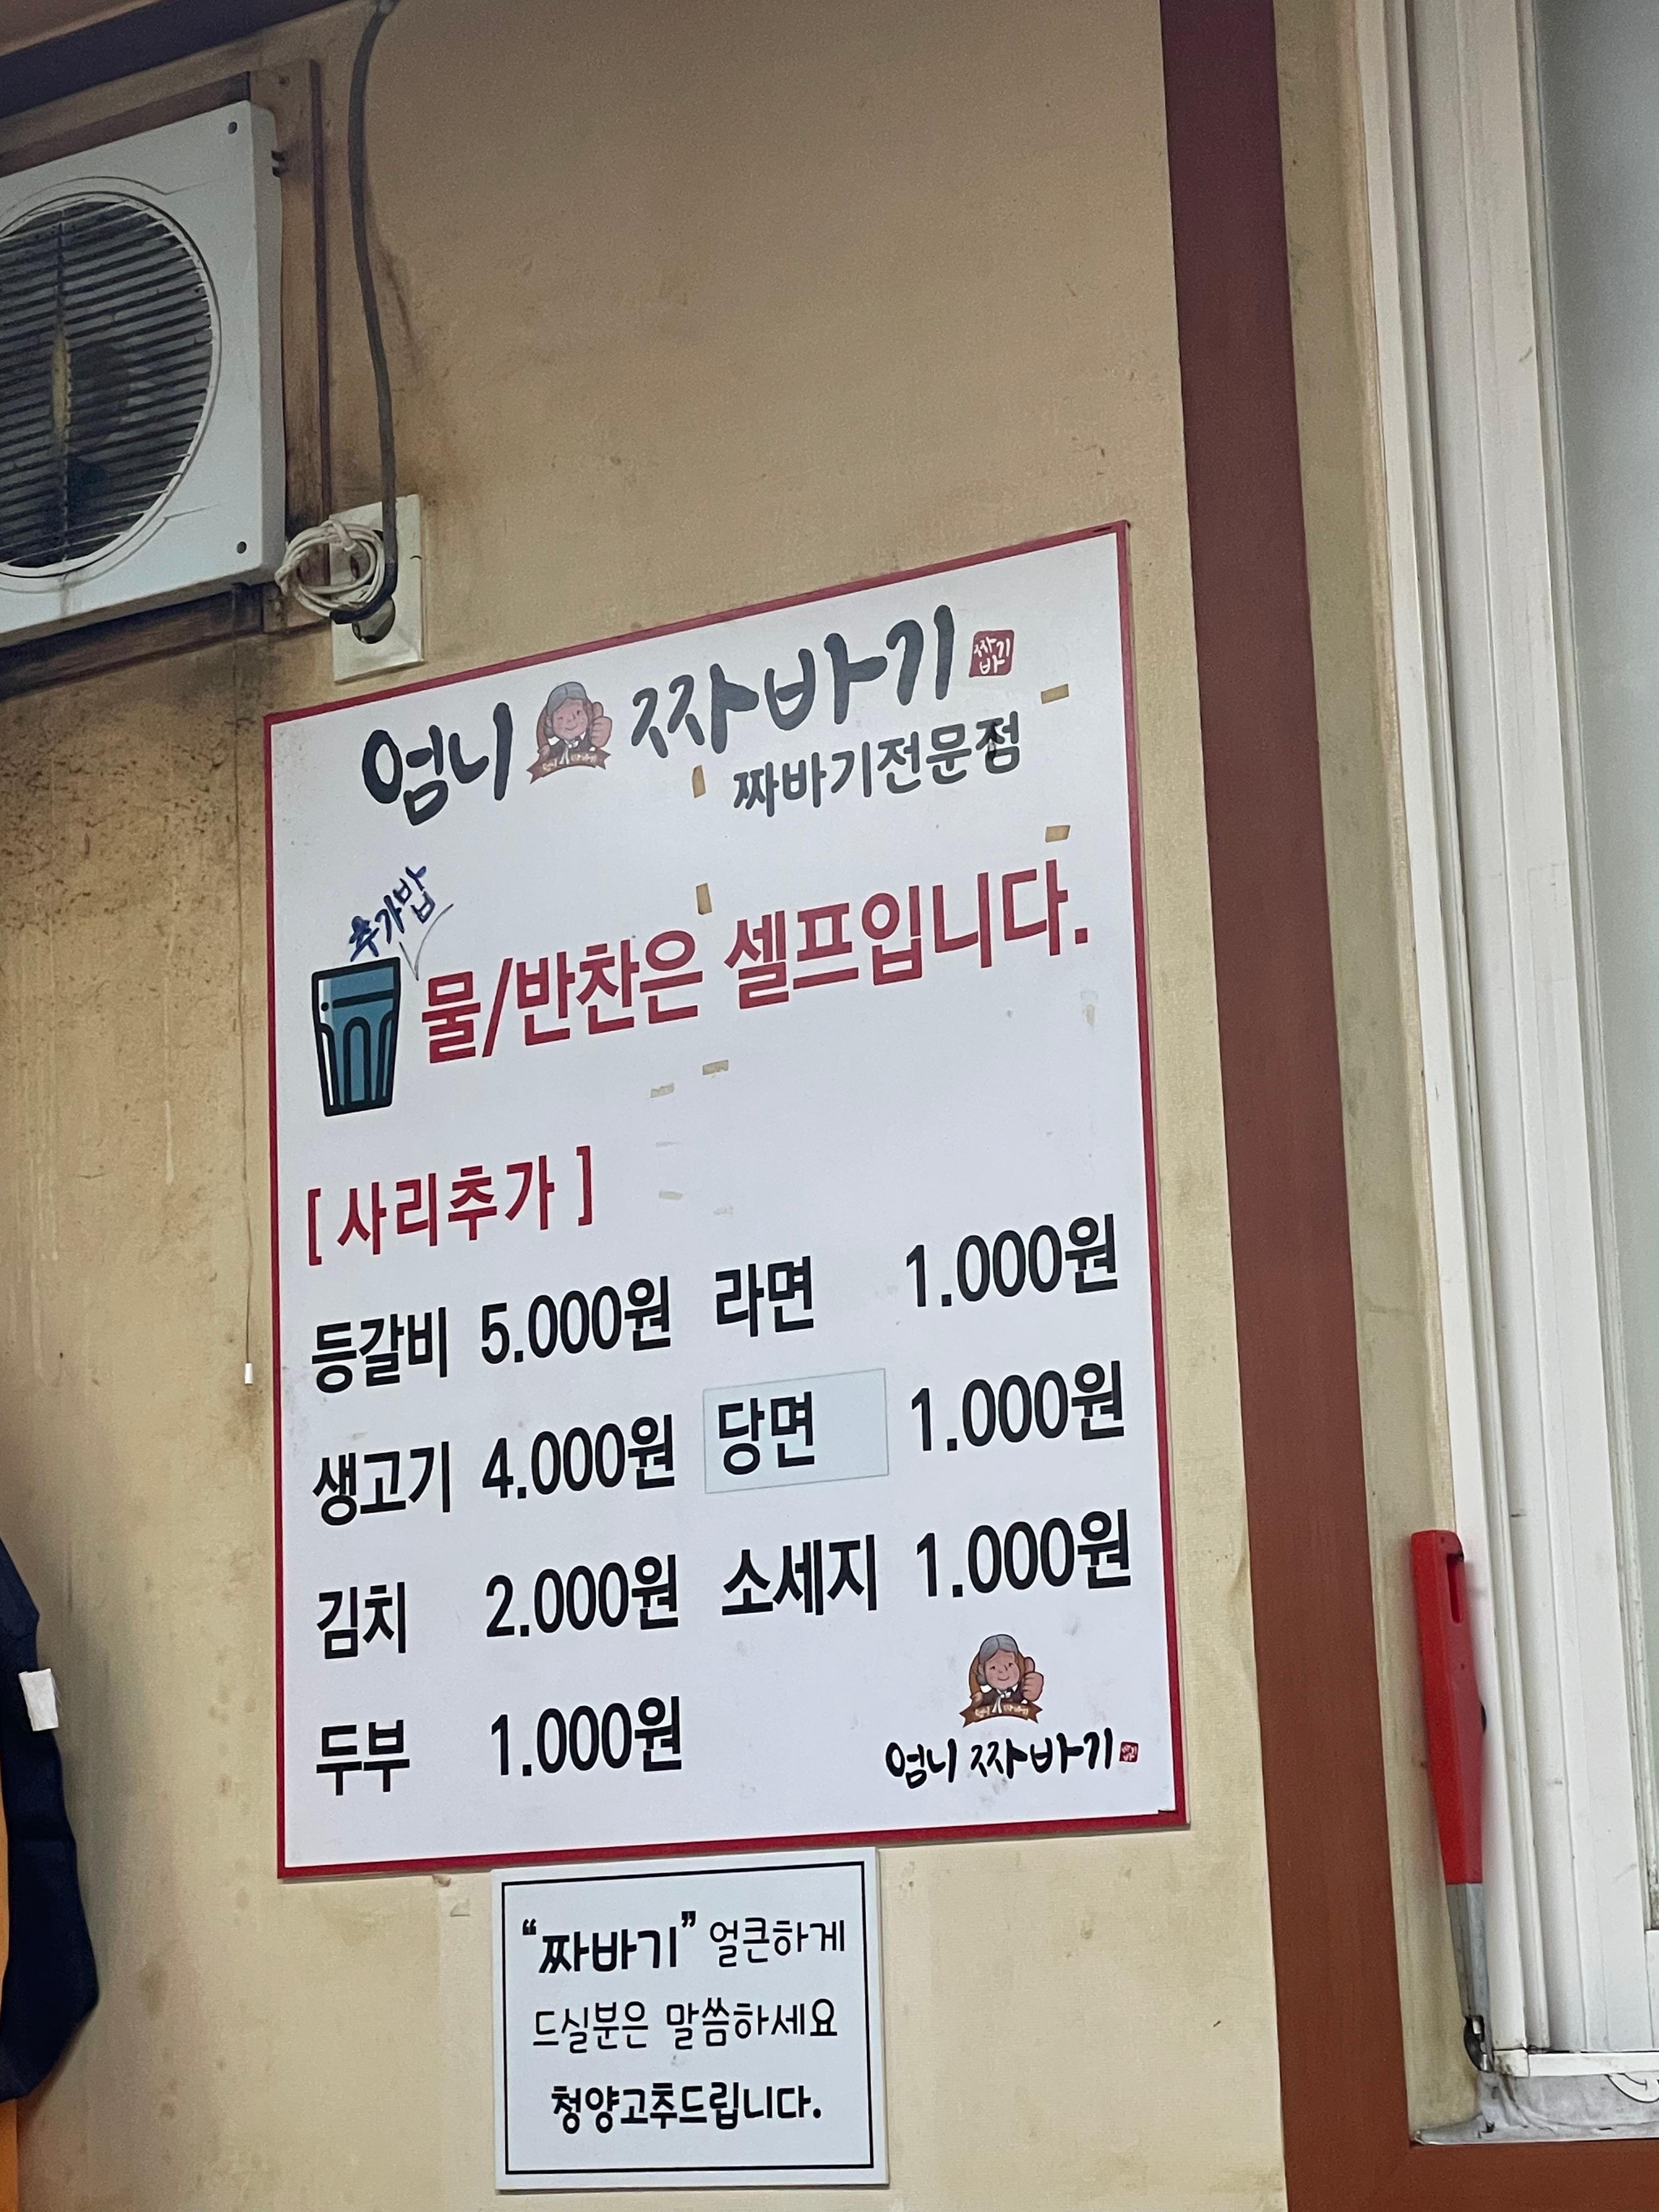 엄니 짜바기 짜바기
짜바기전문점
추가밥
물/반찬은 셀프입니다.
[ 사리추가 ]
등갈비 5.000원 라면 1.000원
생고기 4.000원 당면 1.000원
김치 2.000원 소세지 1.000원
두부 1.000원
엄니 짜바기
“짜바기” 얼큰하게
드실분은 말씀하세요
청양고추드립니다.